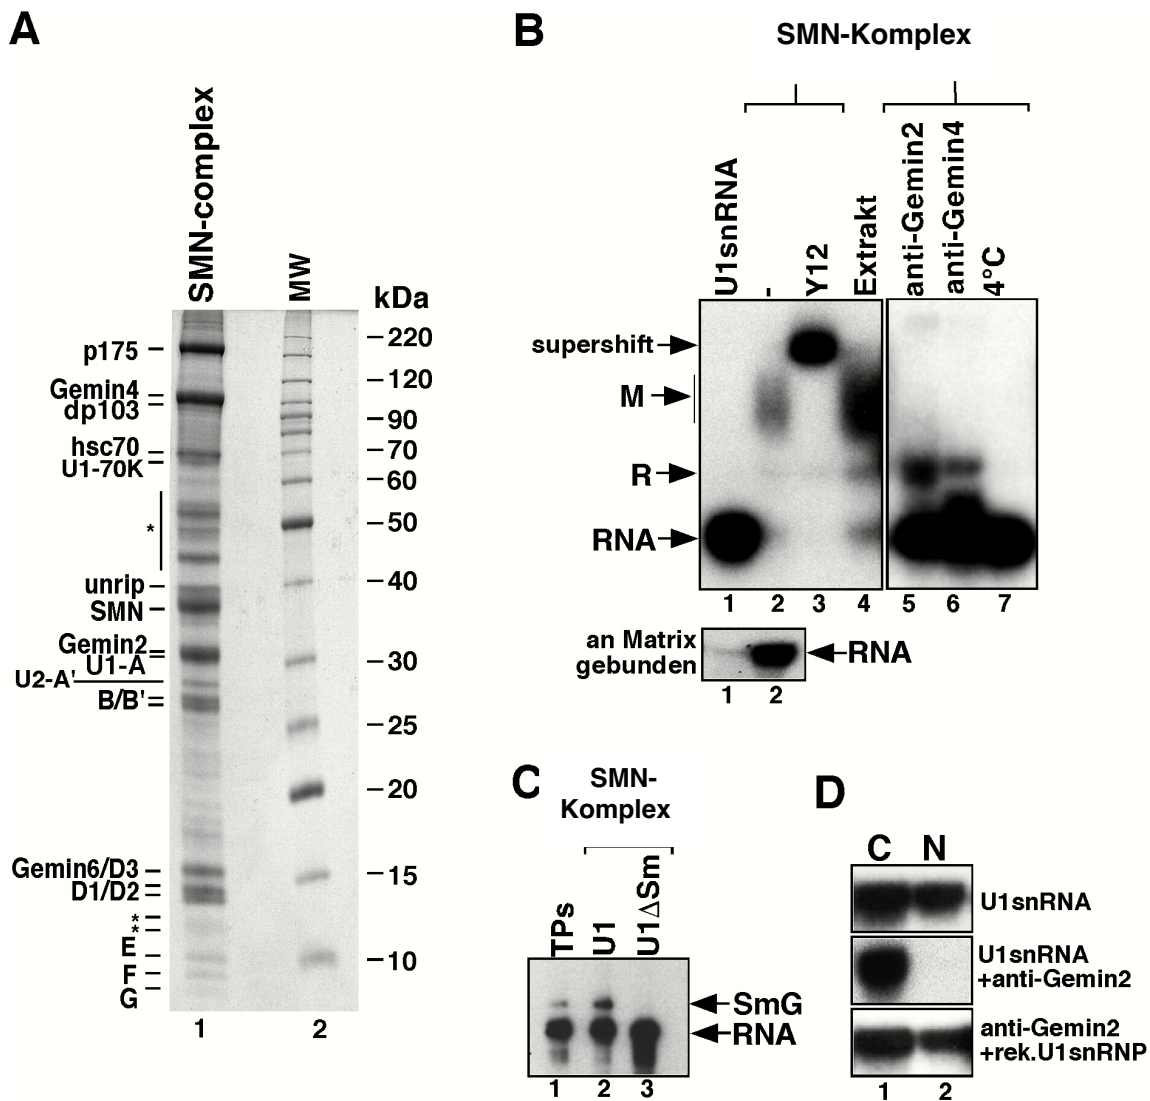 A
SMN-complex
MW
kDa
p175
Gemin4
dp103
hsc70
U1-70K
*
unrip
SMN
Gemin2
U1-A
U2-A'
B/B'
Gemin6/D3
D1/D2
*
*
E
F
G
220
120
90
70
60
50
40
30
25
20
15
10
1 2
B
SMN-Komplex
U1snRNA
-
Y12
Extrakt
anti-Gemin2
anti-Gemin4
4°C
supershift
M
R
RNA
1 2 3 4 5 6 7
an Matrix
gebunden
RNA
1 2
C
SMN-
Komplex
TPs
U1
U1ΔSm
SmG
RNA
1 2 3
D
C N
U1snRNA
U1snRNA
+anti-Gemin2
anti-Gemin2
+rek.U1snRNP
1 2